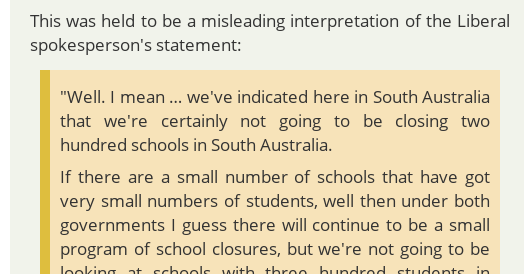 This was held to be a misleading interpretation of the Liberal
spokesperson's statement:
"Well. I mean ... we've indicated here in South Australia
that we're certainly not going to be closing two
hundred schools in South Australia.
If there are a small number of schools that have got
very small numbers of students, well then under both
governments I guess there will continue to be a small
program of school closures, but we're not going to be
looking at schools with three hundred students in